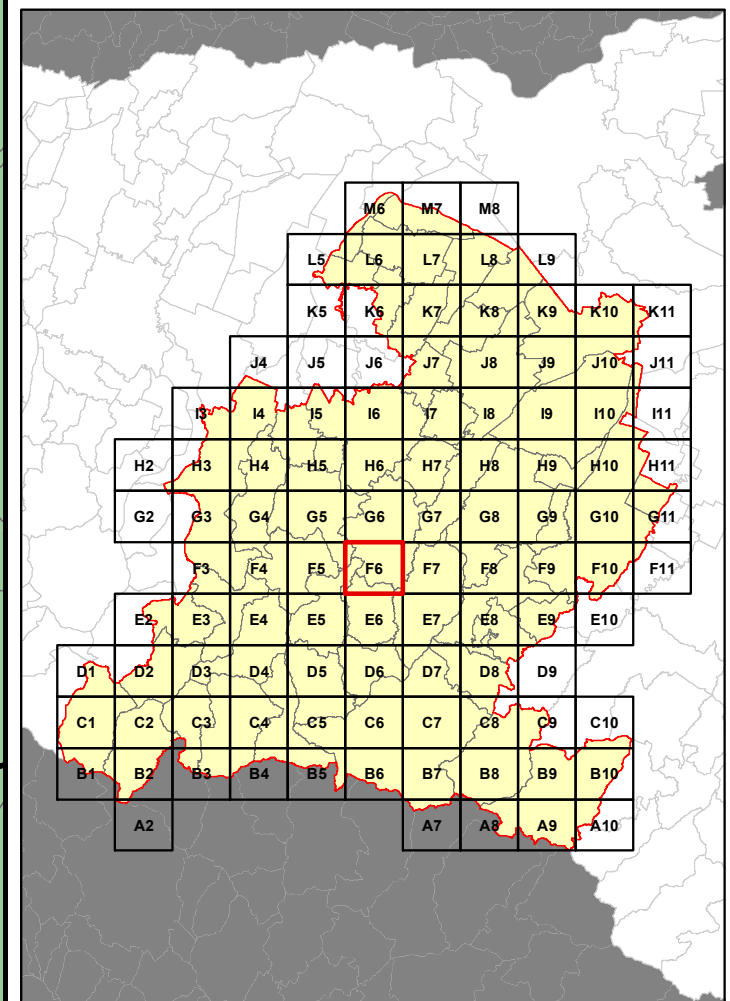 M6 M7 M8
L5 L6 L7 L8 L9
K5 K6 K7 K8 K9 K10 K11
J4 J5 J6 J7 J8 J9 J10 J11
I3 I4 I5 I6 I7 I8 I9 I10 I11
H2 H3 H4 H5 H6 H7 H8 H9 H10 H11
G2 G3 G4 G5 G6 G7 G8 G9 G10 G11
F3 F4 F5 F6 F7 F8 F9 F10 F11
E2 E3 E4 E5 E6 E7 E8 E9 E10
D1 D2 D3 D4 D5 D6 D7 D8 D9
C1 C2 C3 C4 C5 C6 C7 C8 C9 C10
B1 B2 B3 B4 B5 B6 B7 B8 B9 B10
A2 A7 A8 A9 A10